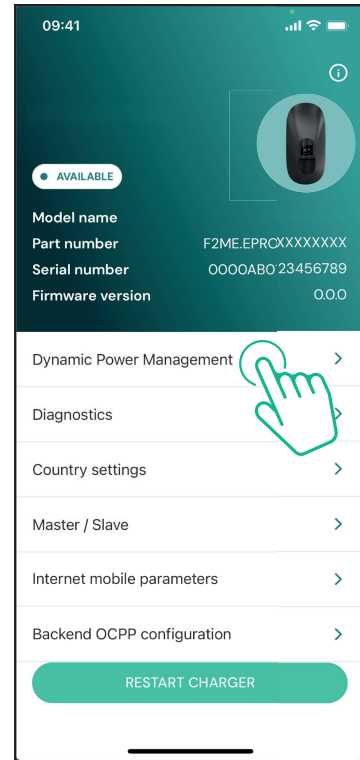 09:41
AVAILABLE
Model name
Part number F2ME.EPROXXXXXXXX
Serial number 0000AB0'23456789
Firmware version 0.0.0
Dynamic Power Management
Diagnostics
Country settings
Master / Slave
Internet mobile parameters
Backend OCPP configuration
RESTART CHARGER